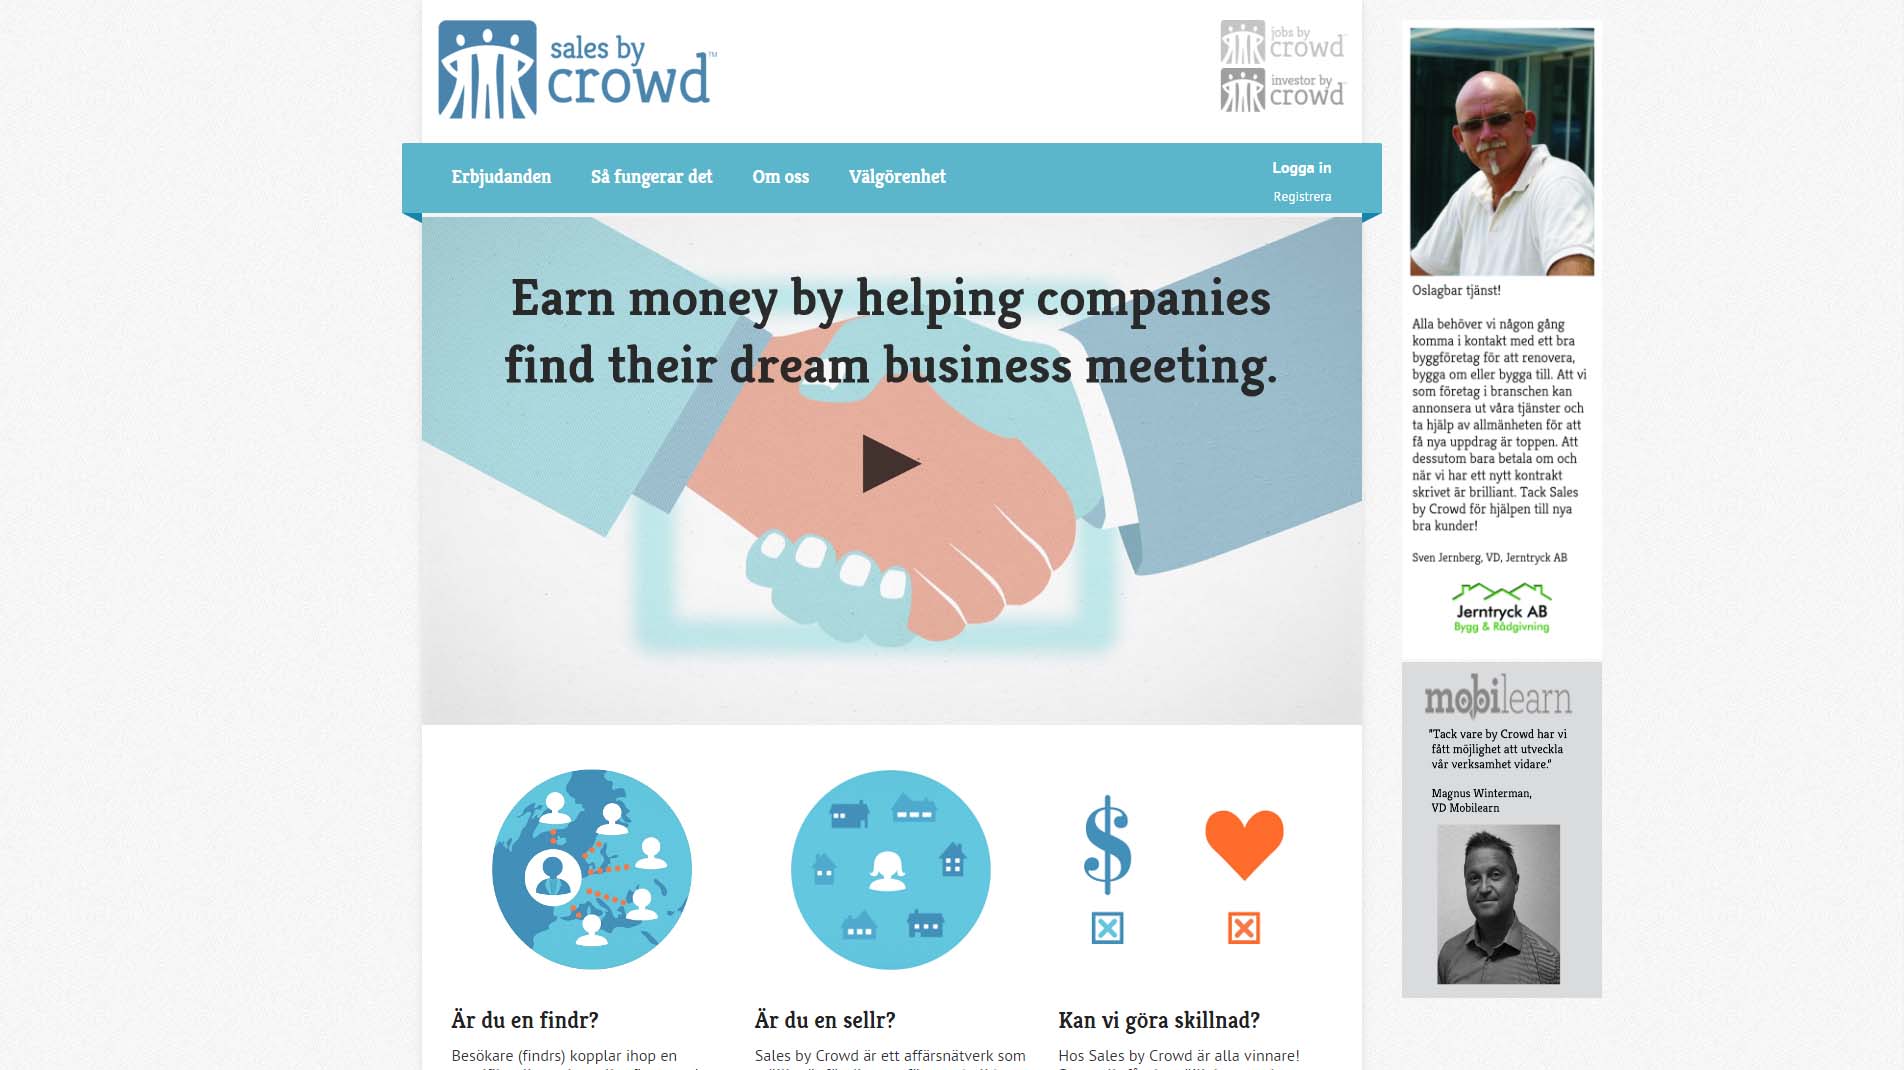 sales by
crowd™
jobs by
crowd
investor by
crowd
Erbjudanden
Så fungerar det
Om oss
Välgörenhet
Logga in
Registrera
Earn money by helping companies
find their dream business meeting.
Är du en findr?
Besökare (findrs) kopplar ihop en
Är du en sellr?
Sales by Crowd är ett affärsnätverk som
Kan vi göra skillnad?
Hos Sales by Crowd är alla vinnare!
Oslagbar tjänst!
Alla behöver vi någon gång
komma i kontakt med ett bra
byggföretag för att renovera,
bygga om eller bygga till. Att vi
som företag i branschen kan
annonsera ut våra tjänster och
ta hjälp av allmänheten för att
få nya uppdrag är toppen. Att
dessutom bara betala om och
när vi har ett nytt kontrakt
skrivet är brilliant. Tack Sales
by Crowd för hjälpen till nya
bra kunder!
Sven Jernberg, VD, Jerntryck AB
Jerntryck AB
Bygg & Rådgivning
mobilearn
"Tack vare by Crowd har vi
fått möjlighet att utveckla
vår verksamhet vidare."
Magnus Winterman,
VD Mobilearn